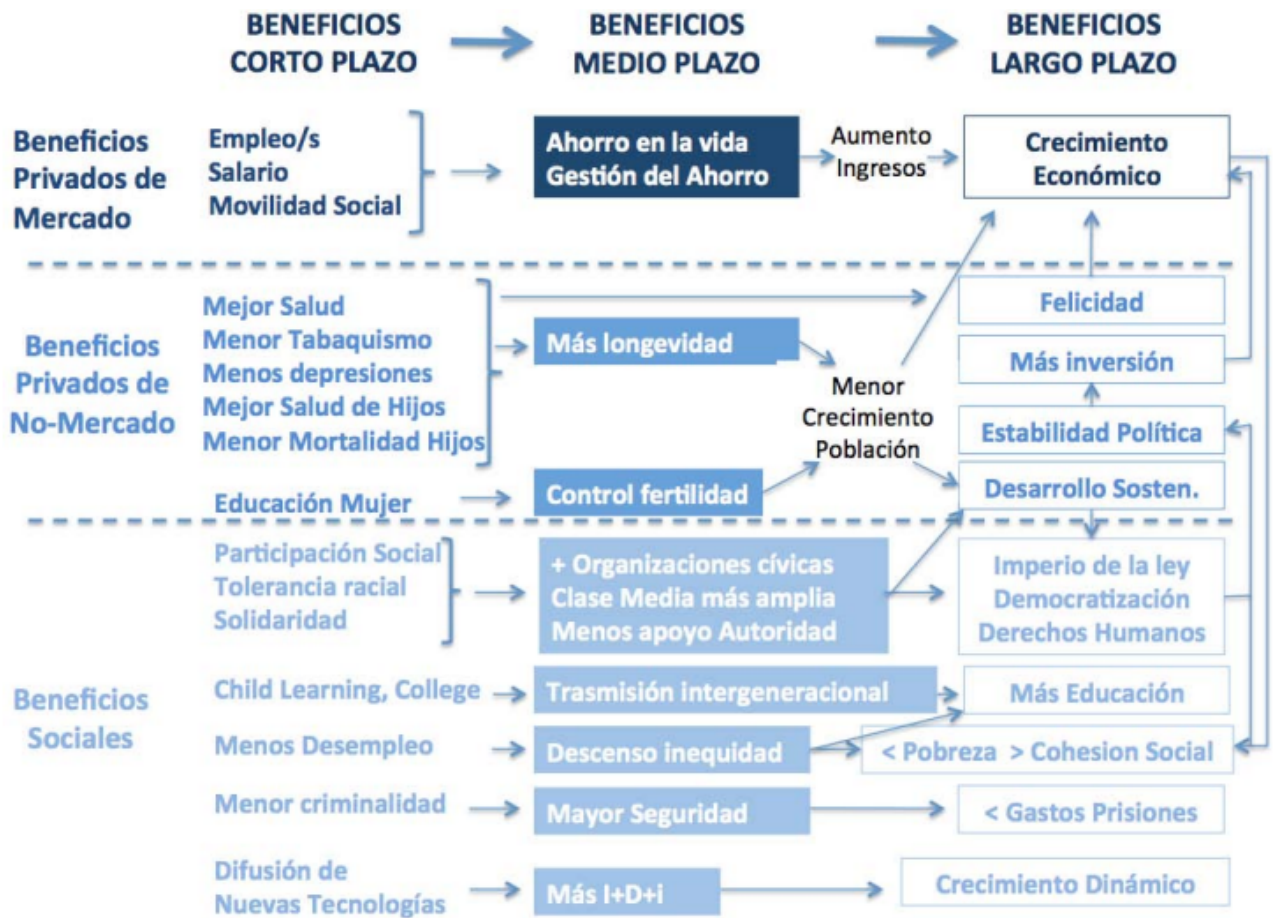 BENEFICIOS
CORTO PLAZO
BENEFICIOS
MEDIO PLAZO
BENEFICIOS
LARGO PLAZO
Beneficios
Privados de
Mercado
Empleo/s
Salario
Movilidad Social
Ahorro en la vida
Gestión del Ahorro
Aumento
Ingresos
Crecimiento
Económico
Beneficios
Privados de
No-Mercado
Mejor Salud
Menor Tabaquismo
Menos depresiones
Mejor Salud de Hijos
Menor Mortalidad Hijos
Educación Mujer
Más longevidad
Control fertilidad
Menor
Crecimiento
Población
Felicidad
Más inversión
Estabilidad Política
Desarrollo Sosten.
Beneficios
Sociales
Participación Social
Tolerancia racial
Solidaridad
+ Organizaciones cívicas
Clase Media más amplia
Menos apoyo Autoridad
Imperio de la ley
Democratización
Derechos Humanos
Child Learning, College
Trasmisión intergeneracional
Más Educación
Menos Desempleo
Descenso inequidad
< Pobreza > Cohesion Social
Menor criminalidad
Mayor Seguridad
< Gastos Prisiones
Difusión de
Nuevas Tecnologías
Más I+D+i
Crecimiento Dinámico